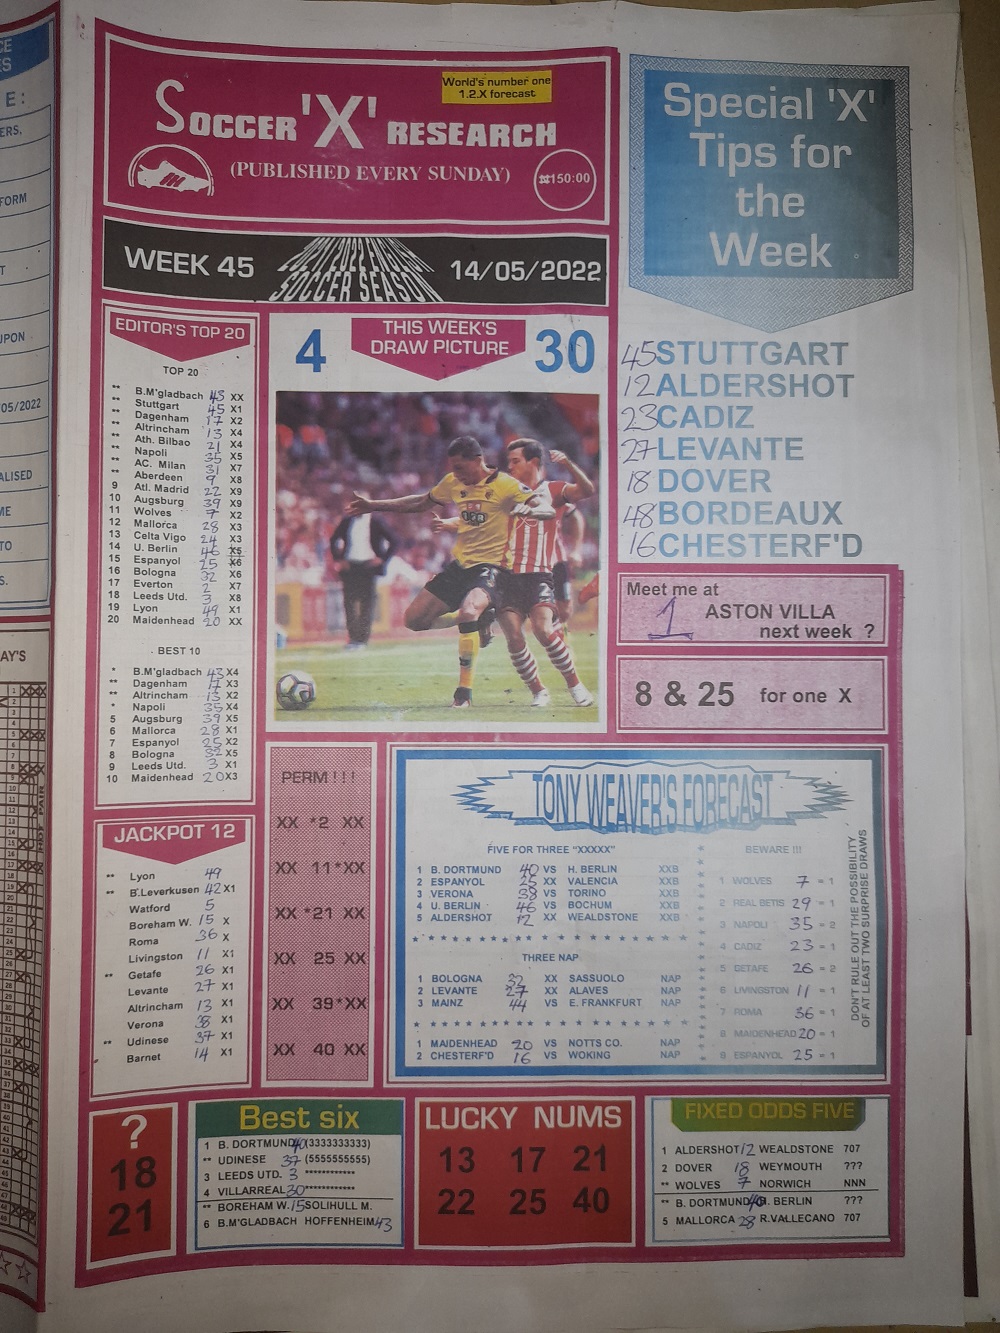 World's number one
1.2.X forecast
SOCCER 'X' RESEARCH
(PUBLISHED EVERY SUNDAY)
₦150:00
WEEK 45
2021/2022 ENGLISH
SOCCER SEASON
14/05/2022
Special 'X'
Tips for
the
Week
45 STUTTGART
12 ALDERSHOT
23 CADIZ
27 LEVANTE
18 DOVER
48 BORDEAUX
16 CHESTERF'D
Meet me at
1 ASTON VILLA
next week ?
8 & 25 for one X
EDITOR'S TOP 20
TOP 20
** B.M'gladbach 43 XX
** Stuttgart 45 X1
** Dagenham 17 X2
** Altrincham 13 X4
** Ath. Bilbao 21 X4
** Napoli 35 X5
** AC. Milan 31 X7
** Aberdeen 9 X8
9 Atl. Madrid 22 X9
10 Augsburg 39 X9
11 Wolves 7 X2
12 Mallorca 28 X3
13 Celta Vigo 24 X3
14 U. Berlin 46 X5
15 Espanyol 25 X6
16 Bologna 32 X6
17 Everton 2 X7
18 Leeds Utd. 3 X8
19 Lyon 49 X1
20 Maidenhead 20 XX
BEST 10
* B.M'gladbach 43 X4
** Dagenham 17 X3
** Altrincham 13 X2
* Napoli 35 X4
5 Augsburg 39 X5
6 Mallorca 28 X1
7 Espanyol 25 X2
8 Bologna 32 X5
9 Leeds Utd. 3 X1
10 Maidenhead 20 X3
4
THIS WEEK'S
DRAW PICTURE
30
JACKPOT 12
** Lyon 49
** B.Leverkusen 42 X1
Watford 5
Boreham W. 15 X
Roma 36 X
Livingston 11 X1
** Getafe 26 X1
Levante 27 X1
Altrincham 13 X1
Verona 38 X1
** Udinese 37 X1
Barnet 14 X1
PERM !!!
XX *2 XX
XX 11*XX
XX *21 XX
XX 25 XX
XX 39*XX
XX 40 XX
TONY WEAVER'S FORECAST
FIVE FOR THREE "XXXXX"
1 B. DORTMUND 40 VS H. BERLIN XXB
2 ESPANYOL 25 XX VALENCIA XXB
3 VERONA 38 VS TORINO XXB
4 U. BERLIN 46 VS BOCHUM XXB
5 ALDERSHOT 12 XX WEALDSTONE XXB
THREE NAP
1 BOLOGNA 32 XX SASSUOLO NAP
2 LEVANTE 27 XX ALAVES NAP
3 MAINZ 44 VS E. FRANKFURT NAP
1 MAIDENHEAD 20 VS NOTTS CO. NAP
2 CHESTERF'D 16 VS WOKING NAP
BEWARE !!!
1 WOLVES 7 = 1
2 REAL BETIS 29 = 1
3 NAPOLI 35 = 2
4 CADIZ 23 = 1
5 GETAFE 26 = 2
6 LIVINGSTON 11 = 1
7 ROMA 36 = 1
8 MAIDENHEAD 20 = 1
9 ESPANYOL 25 = 1
DON'T RULE OUT THE POSSIBILITY
OF AT LEAST TWO SURPRISE DRAWS
?
18
21
Best six
1 B. DORTMUND 40 (3333333333)
** UDINESE 37 (5555555555)
3 LEEDS UTD. 3 ************
4 VILLARREAL 30 ************
** BOREHAM W. 15 SOLIHULL M.
6 B.M'GLADBACH HOFFENHEIM 43
LUCKY NUMS
13 17 21
22 25 40
FIXED ODDS FIVE
1 ALDERSHOT 12 WEALDSTONE 707
2 DOVER 18 WEYMOUTH ???
** WOLVES 7 NORWICH NNN
** B. DORTMUND 40 H. BERLIN ???
5 MALLORCA 28 R.VALLECANO 707